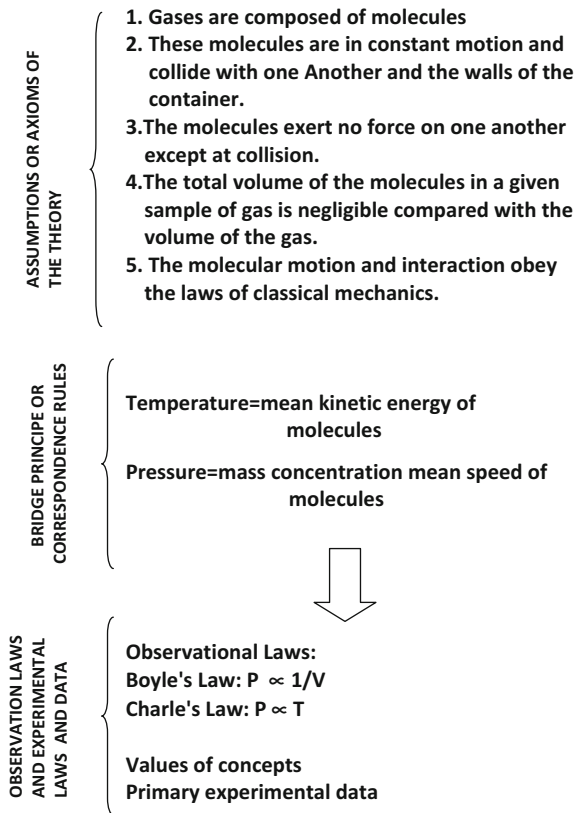 ASSUMPTIONS OR AXIOMS OF
THE THEORY
1. Gases are composed of molecules
2. These molecules are in constant motion and
collide with one Another and the walls of the
container.
3.The molecules exert no force on one another
except at collision.
4.The total volume of the molecules in a given
sample of gas is negligible compared with the
volume of the gas.
5. The molecular motion and interaction obey
the laws of classical mechanics.
BRIDGE PRINCIPE OR
CORRESPONDENCE RULES
Temperature=mean kinetic energy of
molecules
Pressure=mass concentration mean speed of
molecules
OBSERVATION LAWS
AND EXPERIMENTAL
LAWS AND DATA
Observational Laws:
Boyle's Law: P ∝ 1/V
Charle's Law: P ∝ T
Values of concepts
Primary experimental data